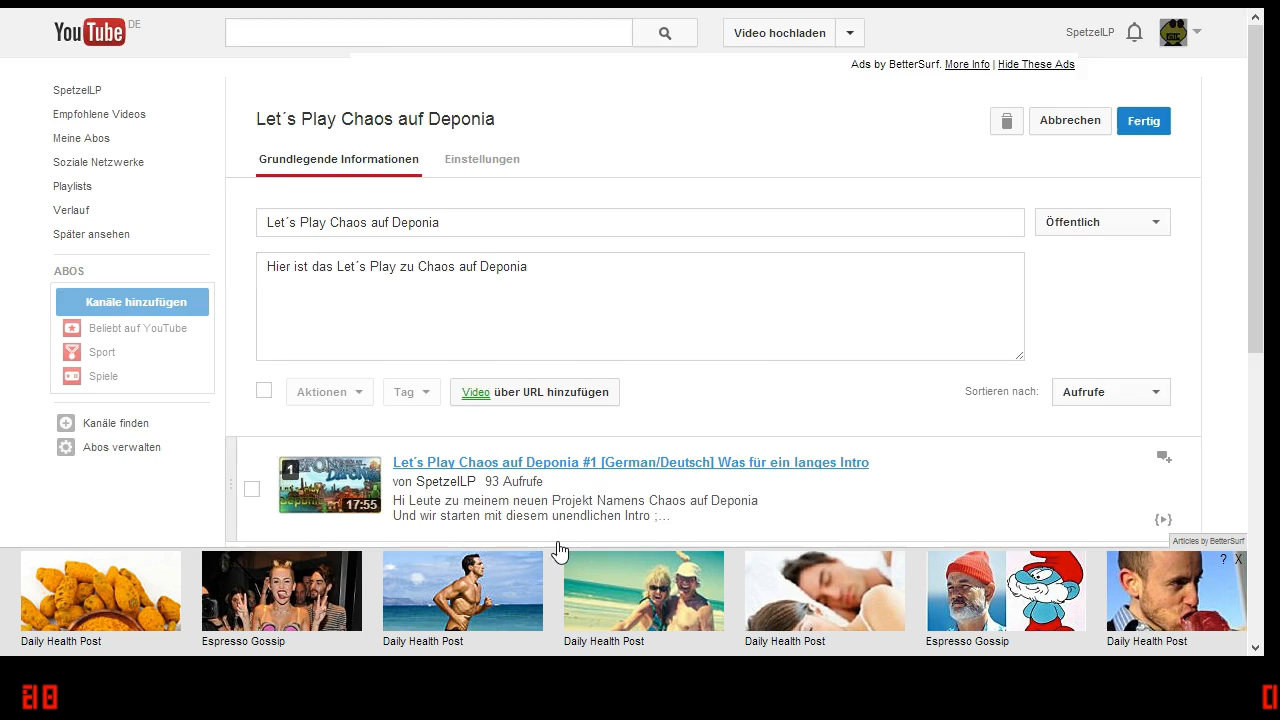 YouTube DE
Video hochladen
SpetzelLP
Ads by BetterSurf. More Info | Hide These Ads
SpetzelLP
Empfohlene Videos
Meine Abos
Soziale Netzwerke
Playlists
Verlauf
Später ansehen
ABOS
Kanäle hinzufügen
Beliebt auf YouTube
Sport
Spiele
Kanäle finden
Abos verwalten
Let´s Play Chaos auf Deponia
Abbrechen
Fertig
Grundlegende Informationen
Einstellungen
Let´s Play Chaos auf Deponia
Öffentlich
Hier ist das Let´s Play zu Chaos auf Deponia
Aktionen
Tag
Video über URL hinzufügen
Sortieren nach:
Aufrufe
1
17:55
Let´s Play Chaos auf Deponia #1 [German/Deutsch] Was für ein langes Intro
von SpetzelLP 93 Aufrufe
Hi Leute zu meinem neuen Projekt Namens Chaos auf Deponia
Und wir starten mit diesem unendlichen Intro ;...
Articles by BetterSurf
? X
Daily Health Post
Espresso Gossip
Daily Health Post
Daily Health Post
Daily Health Post
Espresso Gossip
Daily Health Post